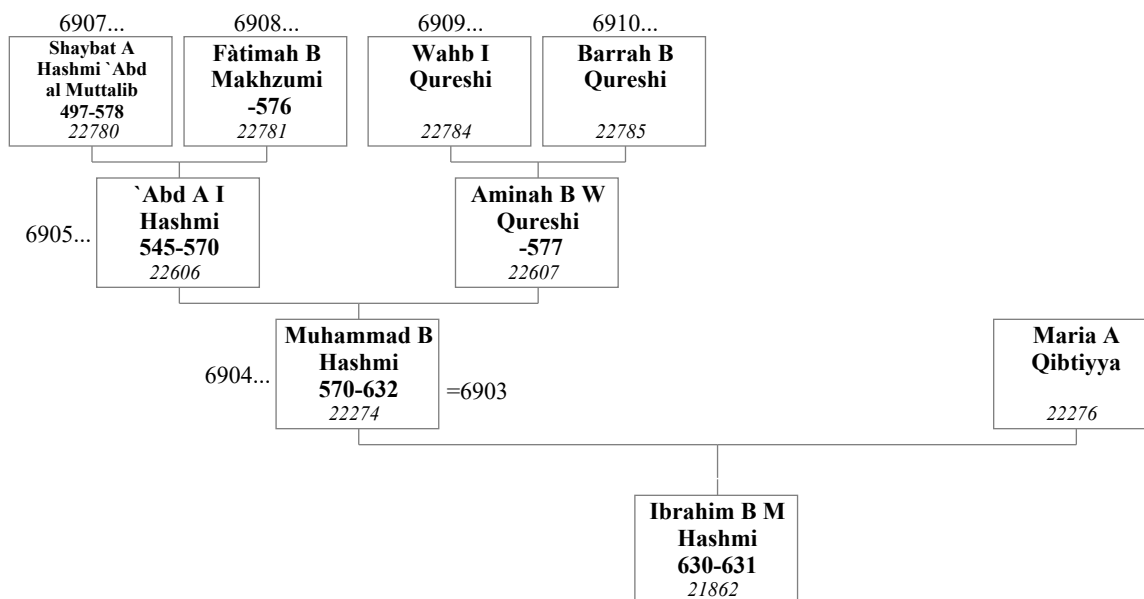 6907...
6908...
6909...
6910...
Shaybat A
Hashmi `Abd
al Muttalib
497-578
22780
Fàtimah B
Makhzumi
-576
22781
Wahb I
Qureshi
22784
Barrah B
Qureshi
22785
6905...
`Abd A I
Hashmi
545-570
22606
Aminah B W
Qureshi
-577
22607
6904...
Muhammad B
Hashmi
570-632
22274
=6903
Maria A
Qibtiyya
22276
Ibrahim B M
Hashmi
630-631
21862